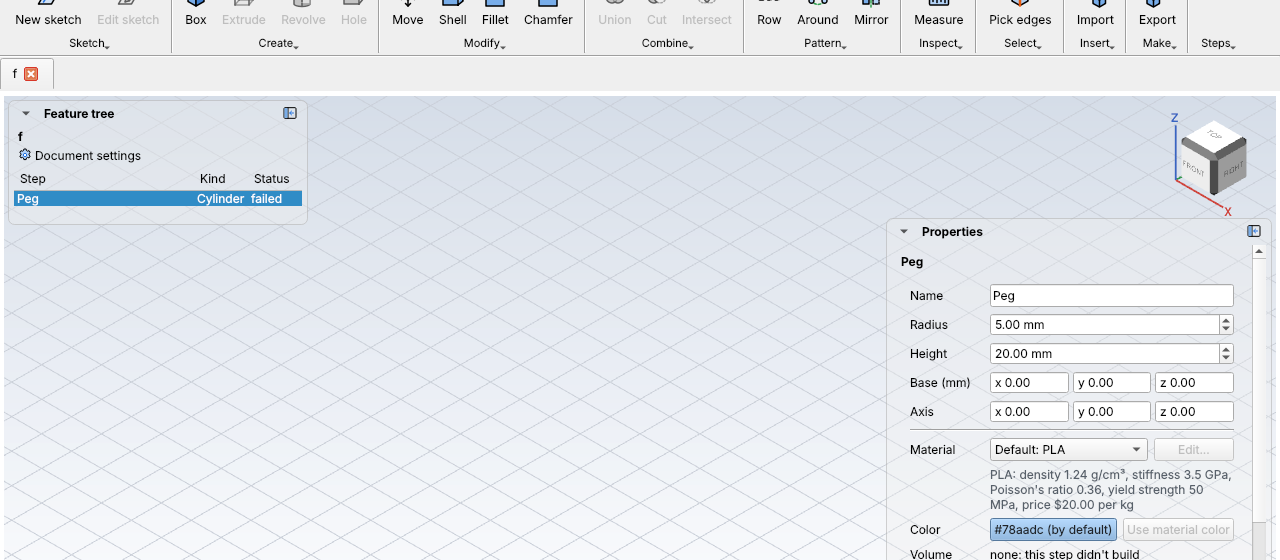 New sketch Edit sketch Box Extrude Revolve Hole Move Shell Fillet Chamfer Union Cut Intersect Row Around Mirror Measure Pick edges Import Export
Sketch Create Modify Combine Pattern Inspect Select Insert Make Steps
f
Feature tree
f
Document settings
Step Kind Status
Peg Cylinder failed
Z
TOP
FRONT RIGHT
X
Properties
Peg
Name Peg
Radius 5.00 mm
Height 20.00 mm
Base (mm) x 0.00 y 0.00 z 0.00
Axis x 0.00 y 0.00 z 0.00
Material Default: PLA Edit...
PLA: density 1.24 g/cm³, stiffness 3.5 GPa,
Poisson's ratio 0.36, yield strength 50
MPa, price $20.00 per kg
Color #78aadc (by default) Use material color
Volume none: this step didn't build